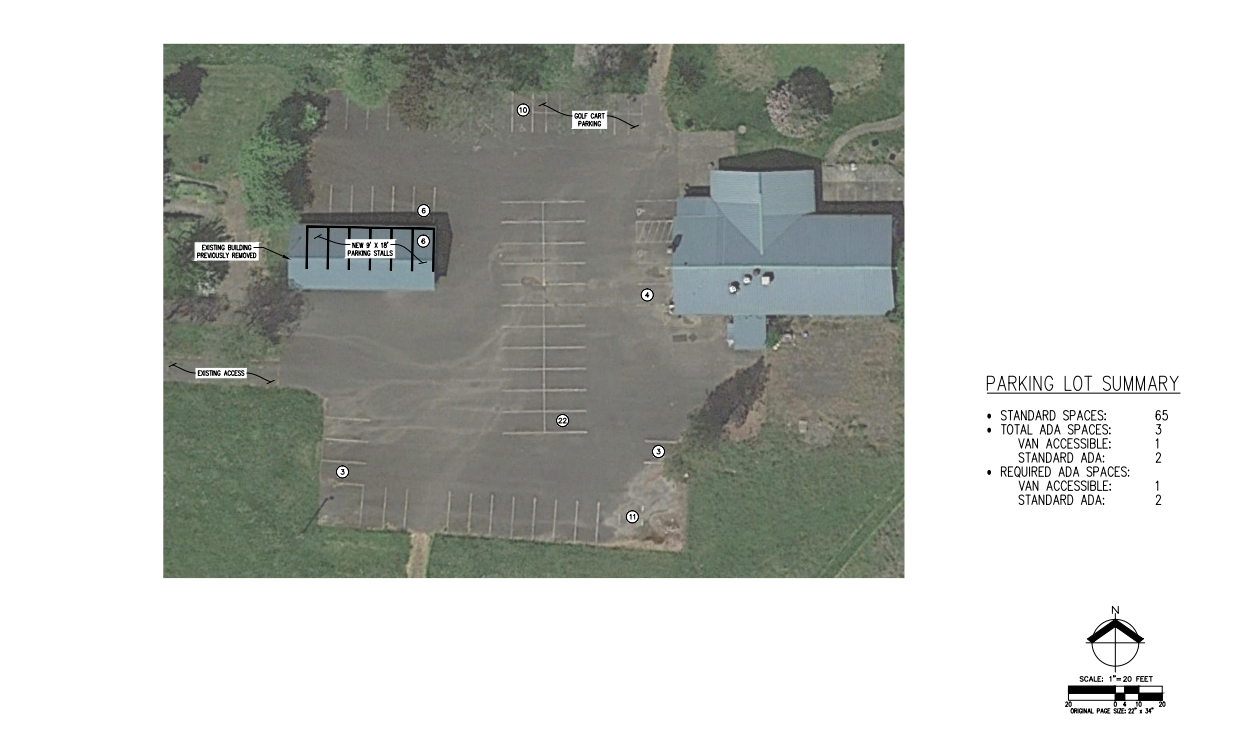 10
GOLF CART
PARKING
6
6
NEW 9' X 18'
PARKING STALLS
EXISTING BUILDING
PREVIOUSLY REMOVED
4
EXISTING ACCESS
22
3
3
11
PARKING LOT SUMMARY
• STANDARD SPACES: 65
• TOTAL ADA SPACES: 3
VAN ACCESSIBLE: 1
STANDARD ADA: 2
• REQUIRED ADA SPACES:
VAN ACCESSIBLE: 1
STANDARD ADA: 2
N
SCALE: 1"=20 FEET
20 0 4 10 20
ORIGINAL PAGE SIZE: 22" x 34"